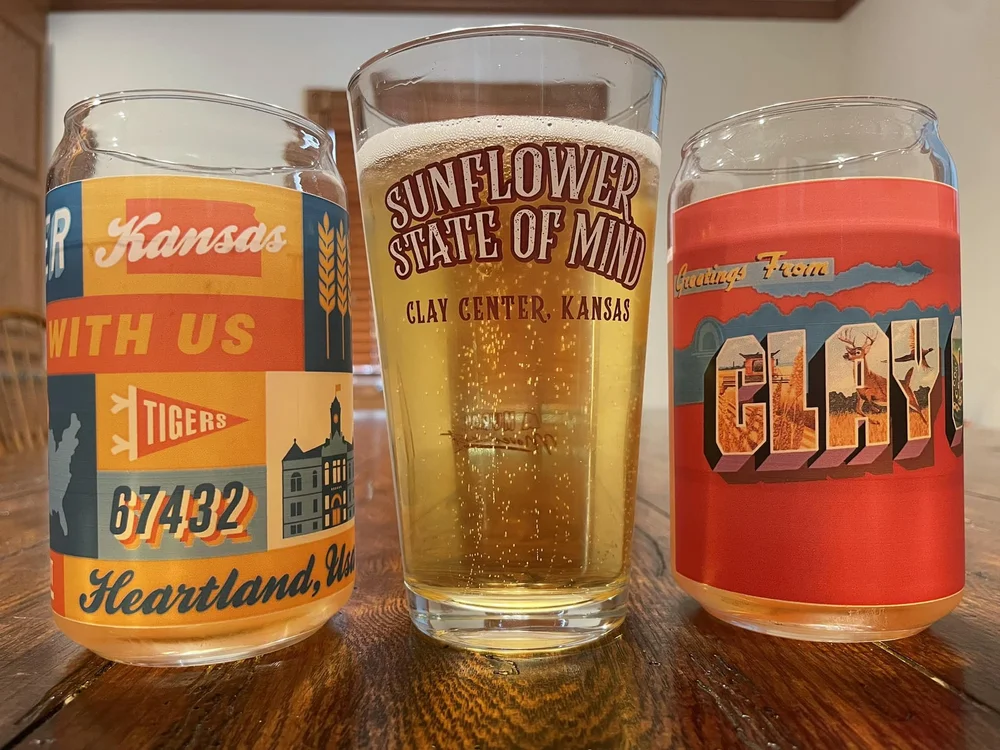 ER
Kansas
WITH US
TIGERS
67432
Heartland, Us
SUNFLOWER
STATE OF MIND
CLAY CENTER, KANSAS
Greetings From
CLAY